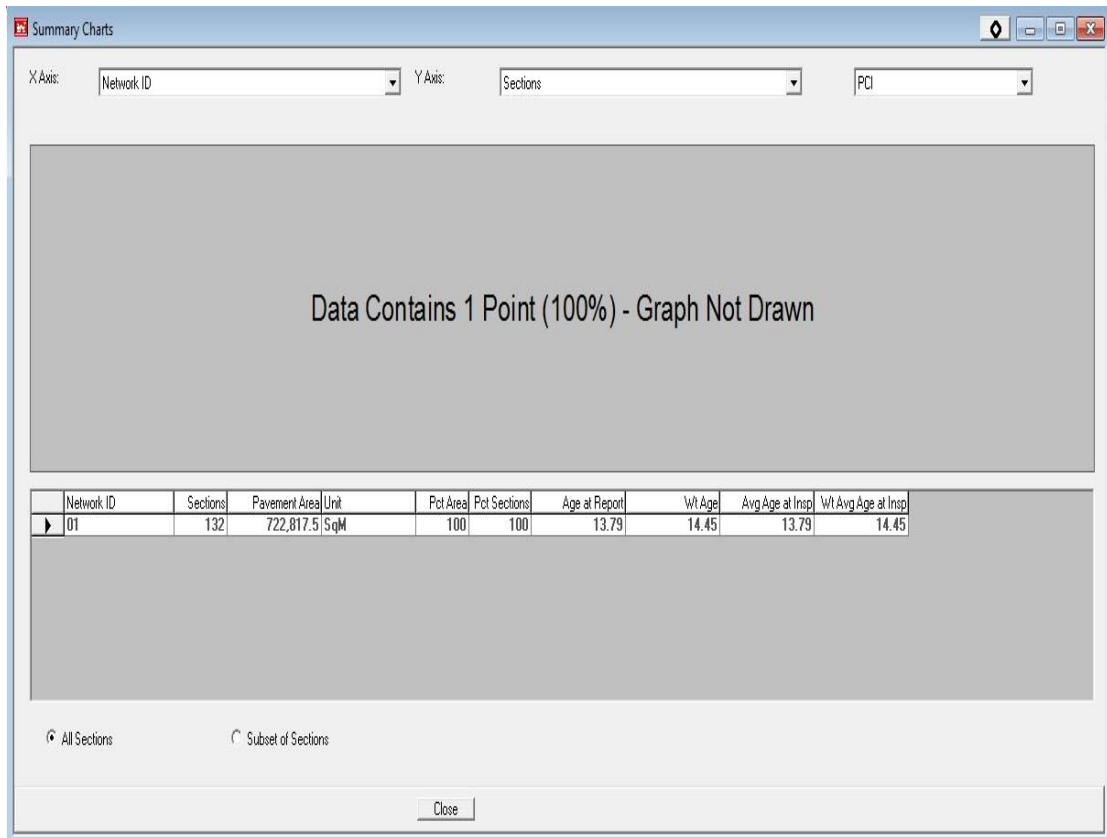 Summary Charts
X Axis: Network ID Y Axis: Sections PCI
Data Contains 1 Point (100%) - Graph Not Drawn
Network ID Sections Pavement Area Unit Pct Area Pct Sections Age at Report Wt Age Avg Age at Insp Wt Avg Age at Insp
01 132 722,817.5 SqM 100 100 13.79 14.45 13.79 14.45
All Sections Subset of Sections
Close